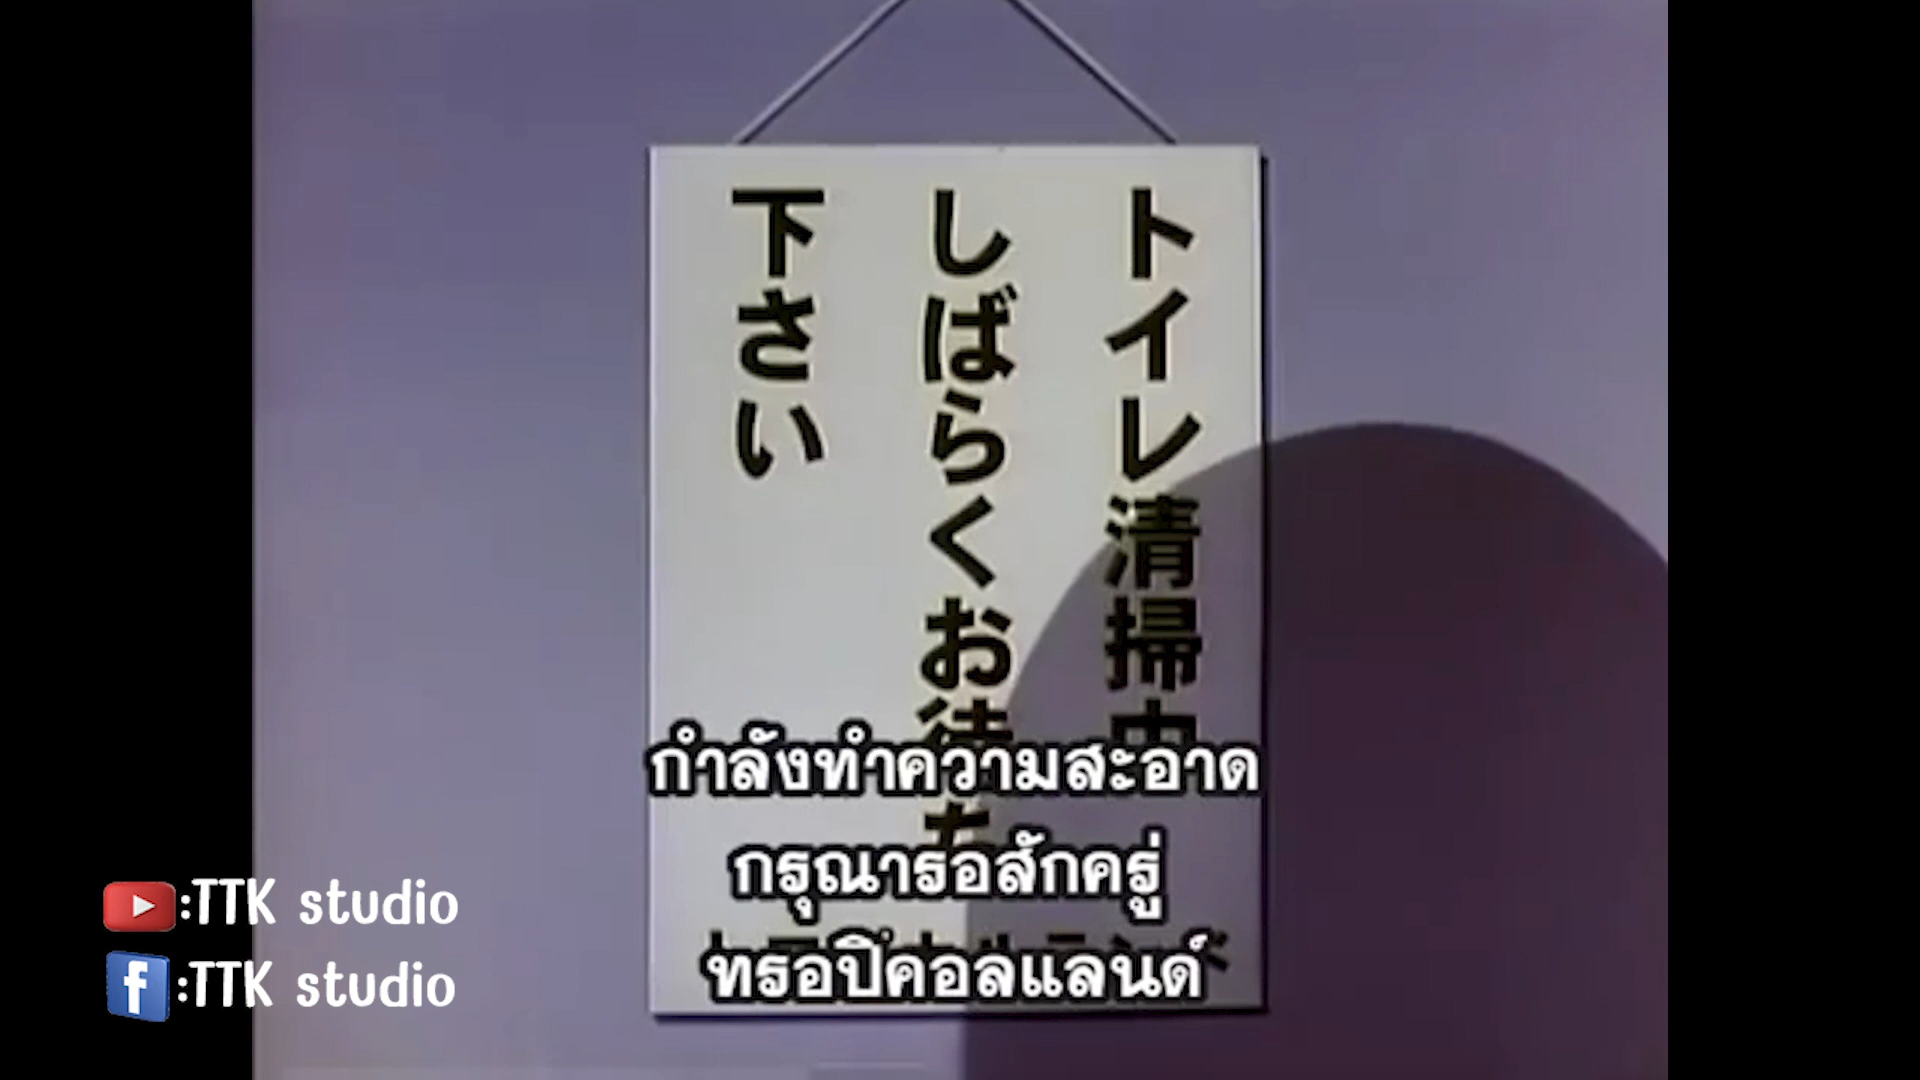 トイレ清掃中
しばらくお待ち
下さい
กำลังทำความสะอาด
กรุณารอสักครู่
ทรอปิคอลแลนด์
:TTK studio
:TTK studio